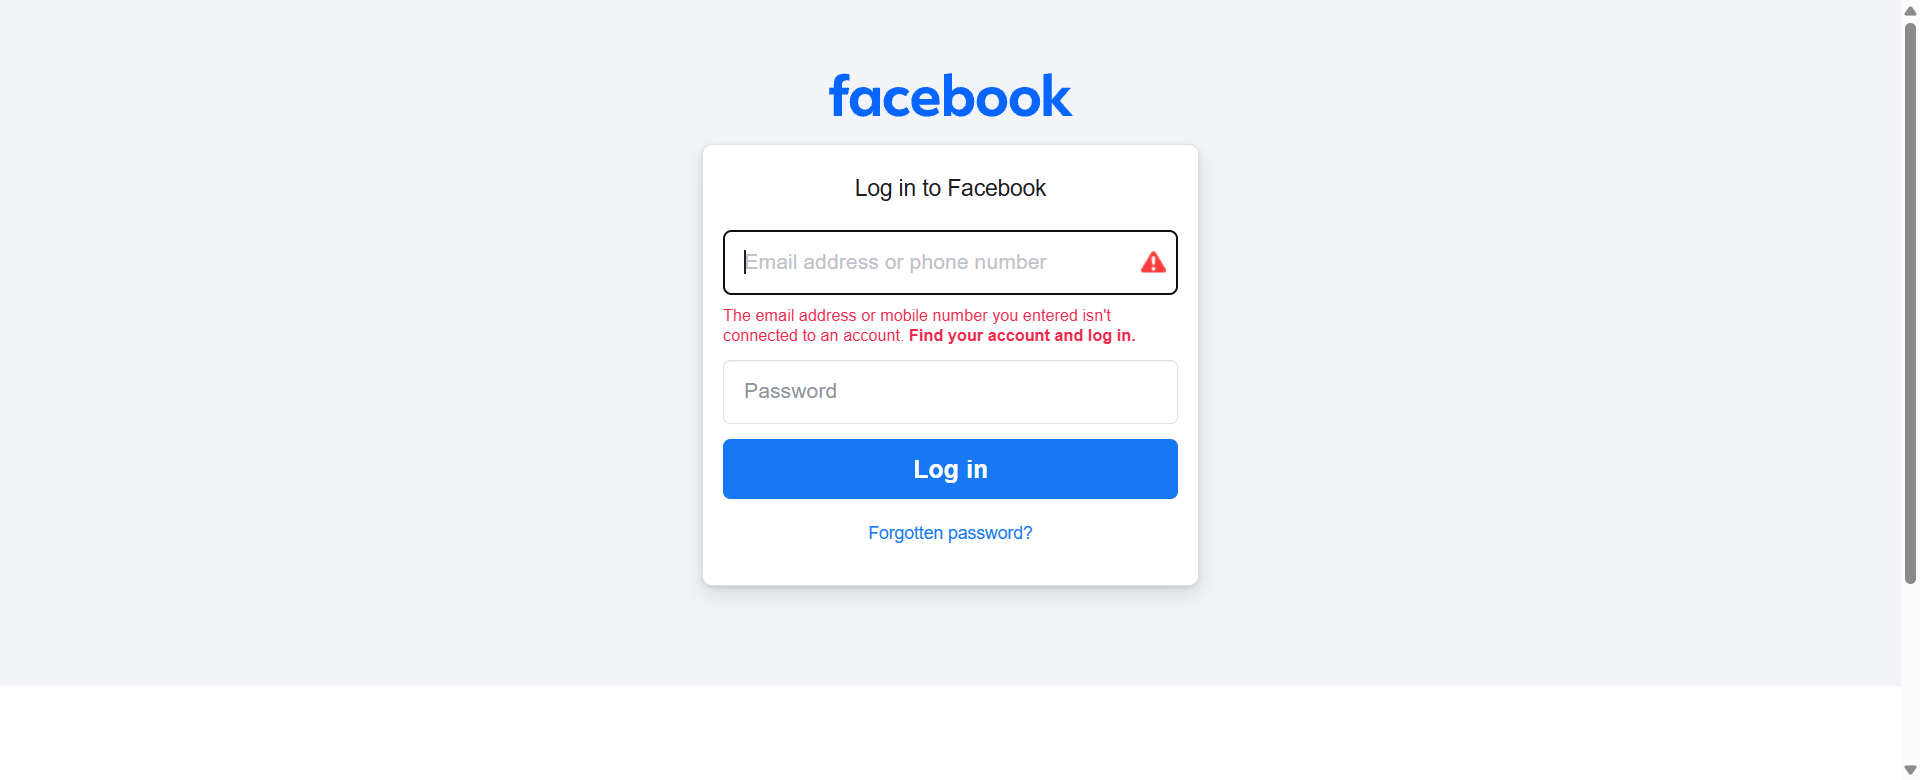 facebook
Log in to Facebook
Email address or phone number
The email address or mobile number you entered isn't
connected to an account. Find your account and log in.
Password
Log in
Forgotten password?